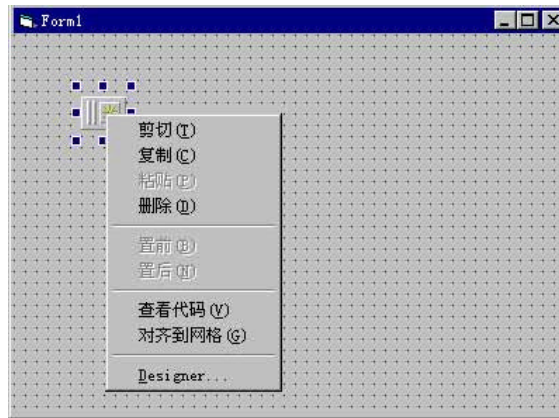 Form1
剪切(T)
复制(C)
粘贴(P)
删除(D)
置前(B)
置后(N)
查看代码(V)
对齐到网格(G)
Designer...